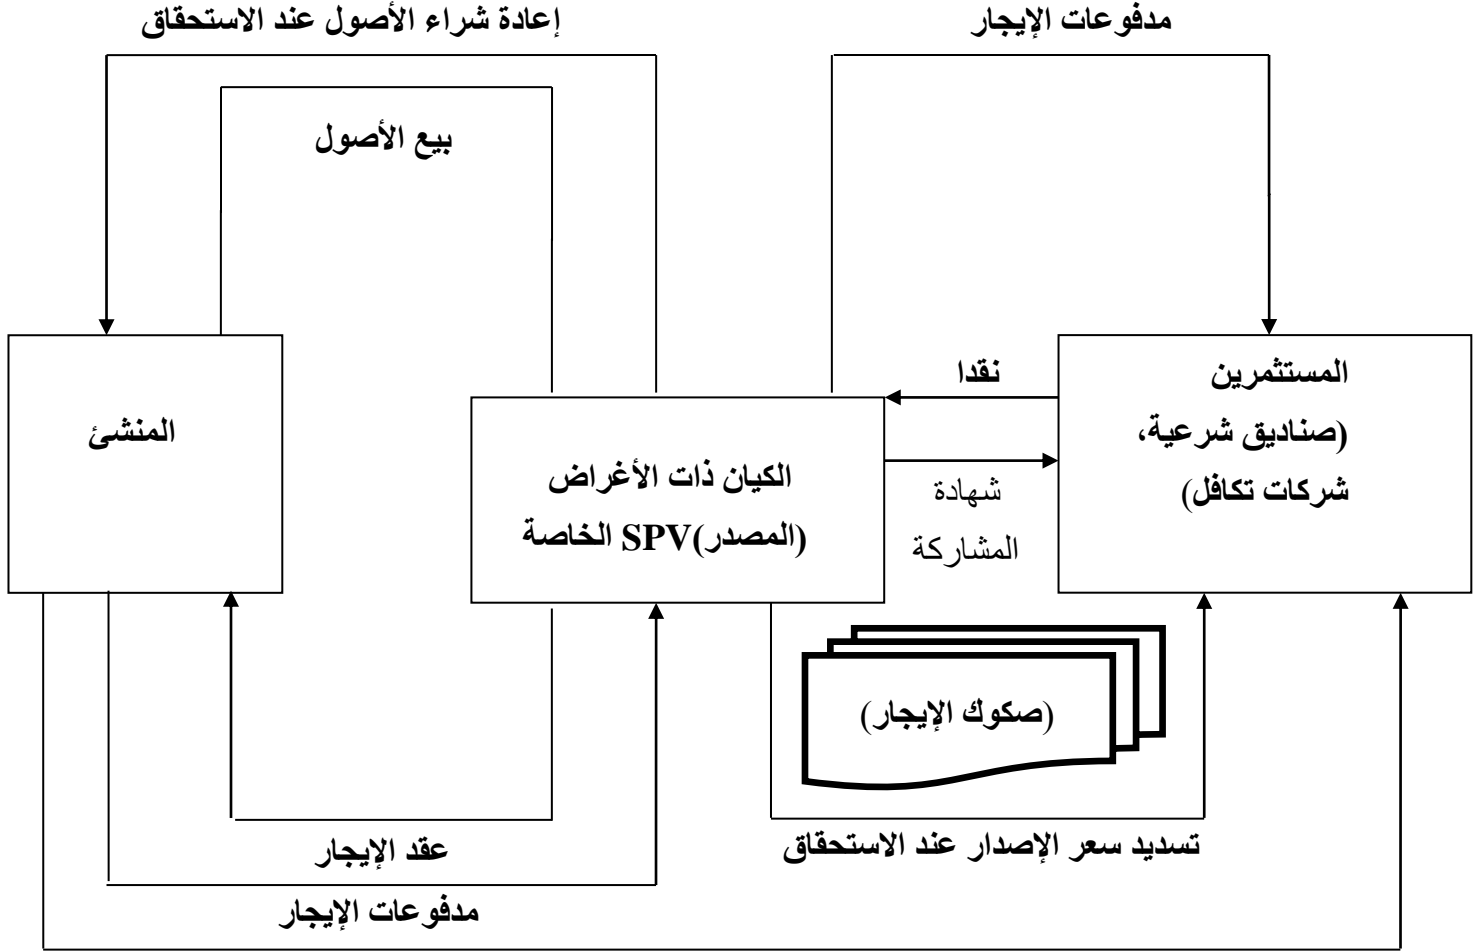 إعادة شراء الأصول عند الاستحقاق
مدفوعات الإيجار
بيع الأصول
المستثمرين
(صناديق شرعية،
شركات تكافل)
نقدا
المنشئ
الكيان ذات الأغراض
الخاصة SPV(المصدر)
شهادة
المشاركة
(صكوك الإيجار)
تسديد سعر الإصدار عند الاستحقاق
عقد الإيجار
مدفوعات الإيجار